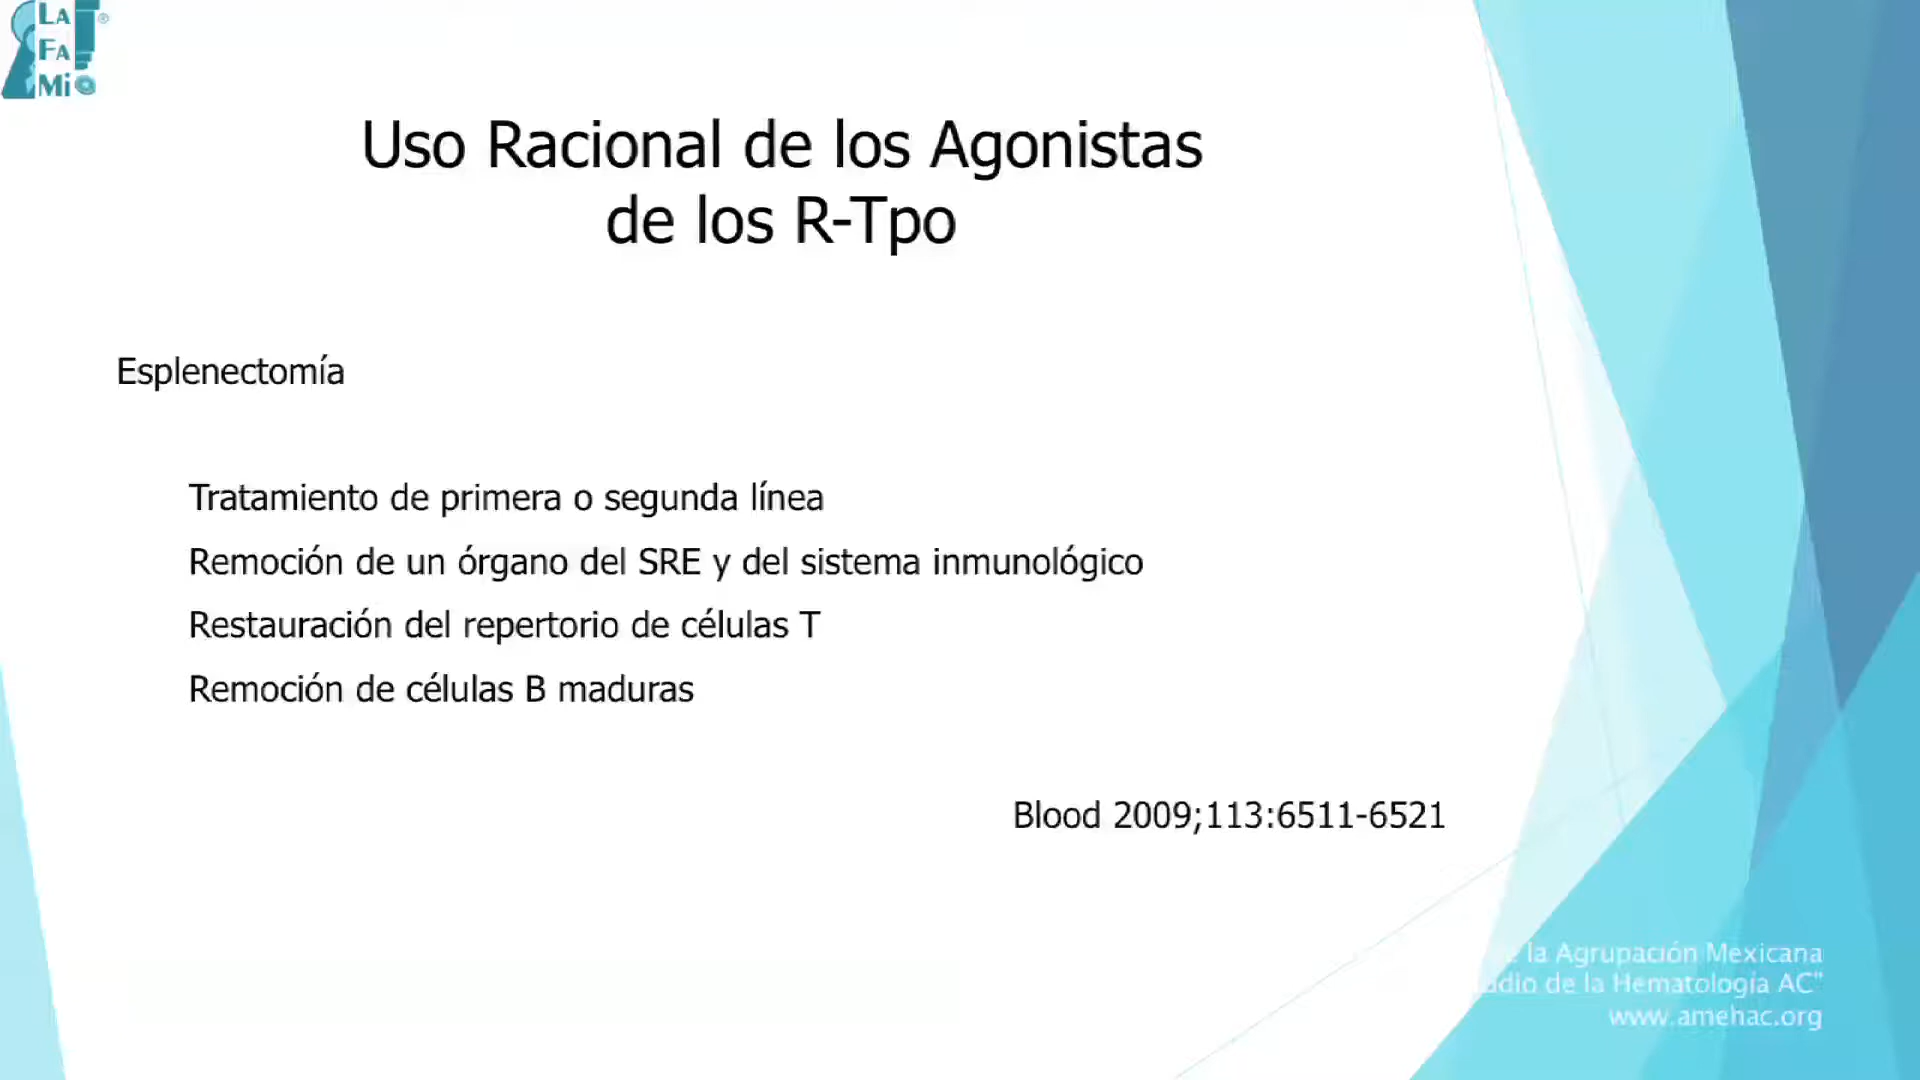 LA
FA
Mi
®
Uso Racional de los Agonistas
de los R-Tpo
Esplenectomía
Tratamiento de primera o segunda línea
Remoción de un órgano del SRE y del sistema inmunológico
Restauración del repertorio de células T
Remoción de células B maduras
Blood 2009;113:6511-6521
la Agrupación Mexicana
de la Hematología AC"
www.amehac.org